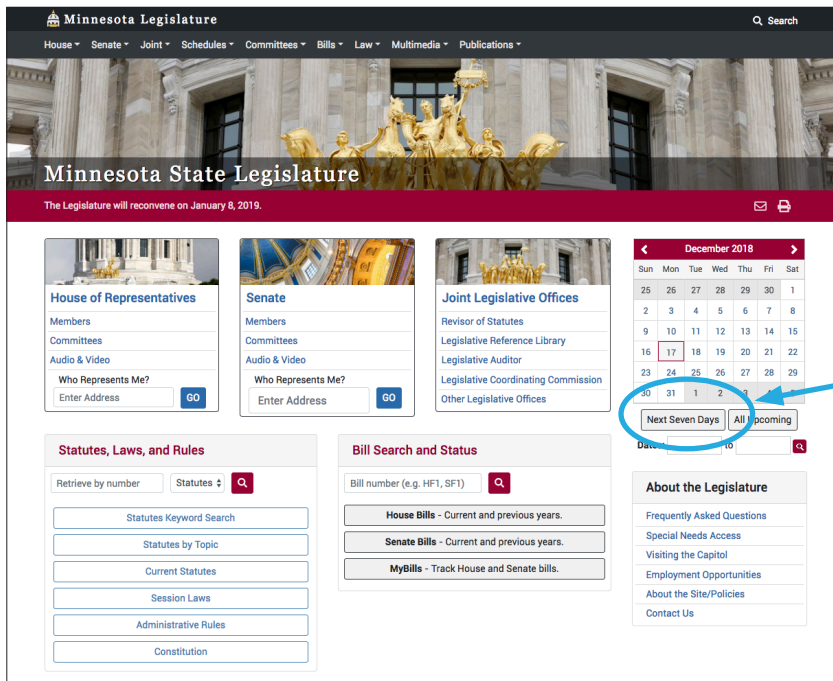 Minnesota Legislature
Search
House Senate Joint Schedules Committees Bills Law Multimedia Publications
Minnesota State Legislature
The Legislature will reconvene on January 8, 2019.
House of Representatives
Members
Committees
Audio & Video
Who Represents Me?
Enter Address GO
Senate
Members
Committees
Audio & Video
Who Represents Me?
Enter Address GO
Joint Legislative Offices
Revisor of Statutes
Legislative Reference Library
Legislative Auditor
Legislative Coordinating Commission
Other Legislative Offices
December 2018
Sun Mon Tue Wed Thu Fri Sat
25 26 27 28 29 30 1
2 3 4 5 6 7 8
9 10 11 12 13 14 15
16 17 18 19 20 21 22
23 24 25 26 27 28 29
30 31 1 2 3
Next Seven Days All Upcoming
to
Statutes, Laws, and Rules
Retrieve by number Statutes
Statutes Keyword Search
Statutes by Topic
Current Statutes
Session Laws
Administrative Rules
Constitution
Bill Search and Status
Bill number (e.g. HF1, SF1)
House Bills - Current and previous years.
Senate Bills - Current and previous years.
MyBills - Track House and Senate bills.
About the Legislature
Frequently Asked Questions
Special Needs Access
Visiting the Capitol
Employment Opportunities
About the Site/Policies
Contact Us